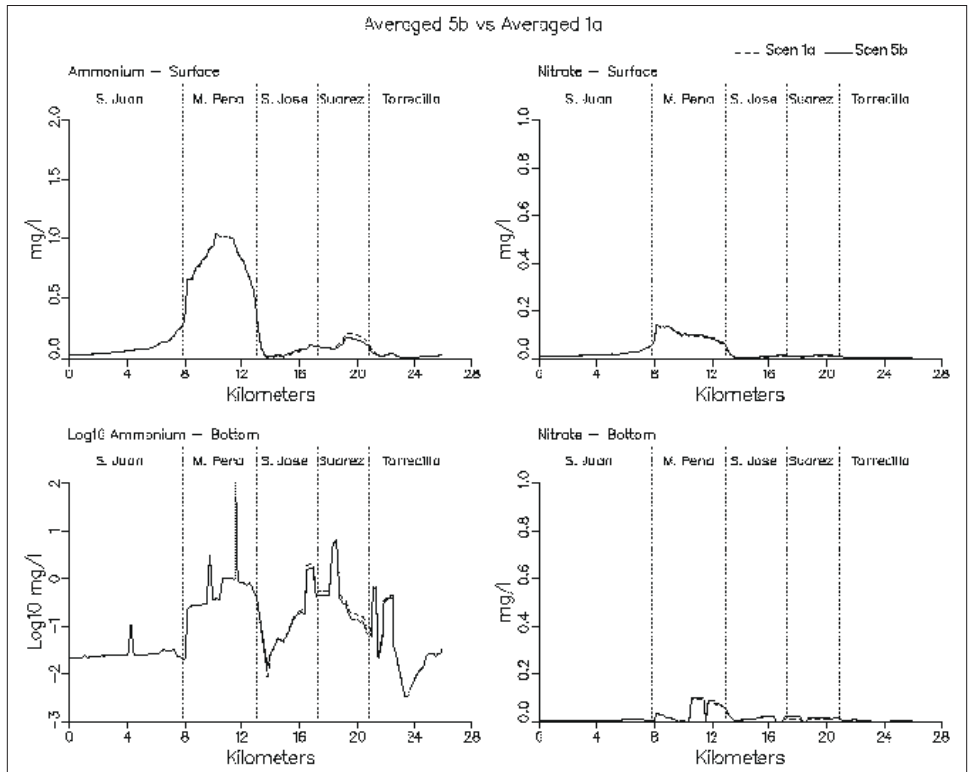 Averaged 5b vs Averaged 1a
Scen 1a Scen 5b
Ammonium – Surface
S. Juan M. Pena S. Jose Suarez Torrecilla
2.0
1.5
1.0
0.5
0.0
mg/l
0 4 8 12 16 20 24 28
Kilometers
Nitrate – Surface
S. Juan M. Pena S. Jose Suarez Torrecilla
1.0
0.8
0.6
0.4
0.2
0.0
mg/l
0 4 8 12 16 20 24 28
Kilometers
Log10 Ammonium – Bottom
S. Juan M. Pena S. Jose Suarez Torrecilla
2
1
0
-1
-2
-3
Log10 mg/l
0 4 8 12 16 20 24 28
Kilometers
Nitrate – Bottom
S. Juan M. Pena S. Jose Suarez Torrecilla
1.0
0.8
0.6
0.4
0.2
0.0
mg/l
0 4 8 12 16 20 24 28
Kilometers